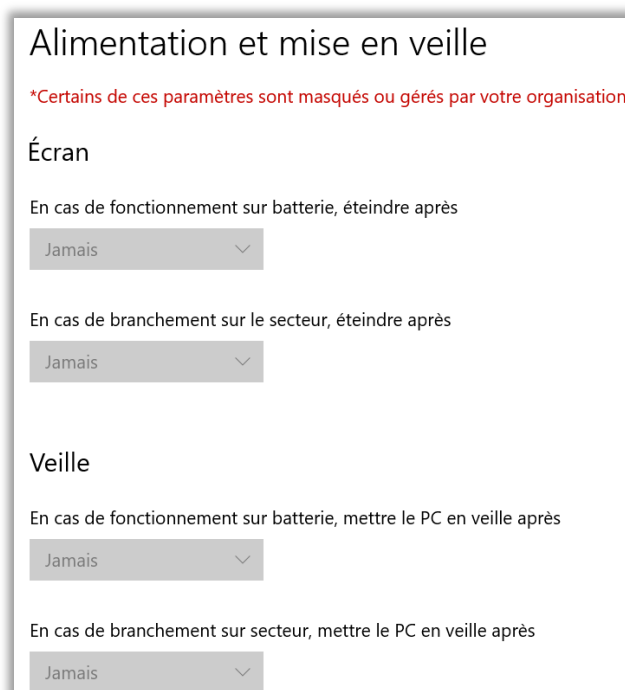 Alimentation et mise en veille
*Certains de ces paramètres sont masqués ou gérés par votre organisation
Écran
En cas de fonctionnement sur batterie, éteindre après
Jamais
En cas de branchement sur le secteur, éteindre après
Jamais
Veille
En cas de fonctionnement sur batterie, mettre le PC en veille après
Jamais
En cas de branchement sur secteur, mettre le PC en veille après
Jamais